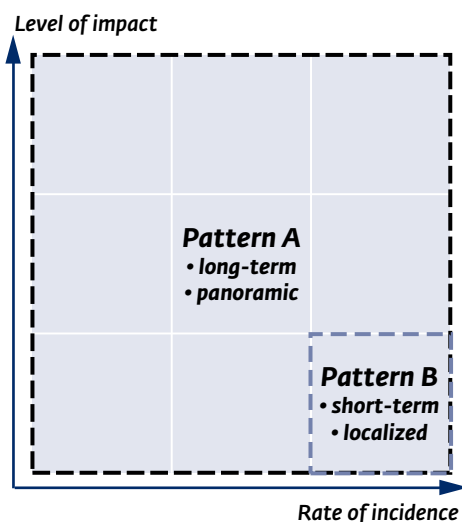 Level of impact
Pattern A
• long-term
• panoramic
Pattern B
• short-term
• localized
Rate of incidence